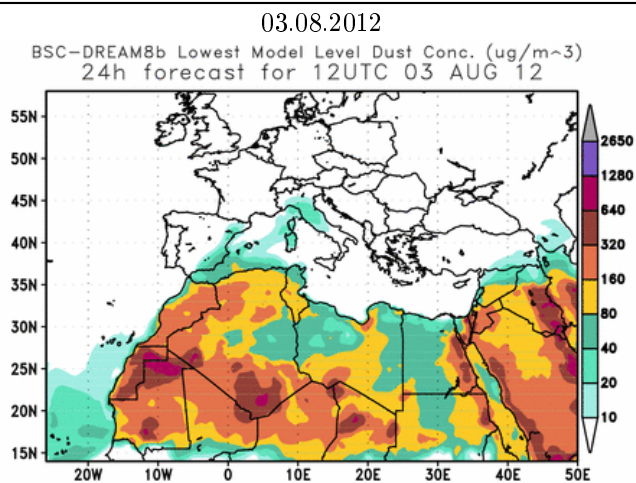 03.08.2012
BSC-DREAM8b Lowest Model Level Dust Conc. (ug/m^3)
24h forecast for 12UTC 03 AUG 12
55N
50N
45N
40N
35N
30N
25N
20N
15N
20W 10W 0 10E 20E 30E 40E 50E
2650
1280
640
320
160
80
40
20
10